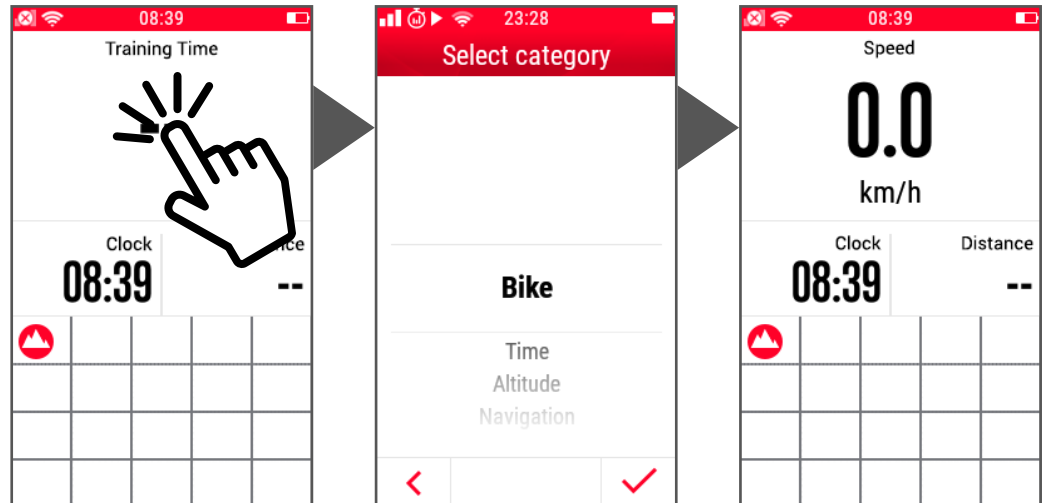 08:39
Training Time
Clock
08:39
nce
--
23:28
Select category
Bike
Time
Altitude
Navigation
08:39
Speed
0.0
km/h
Clock
08:39
Distance
--